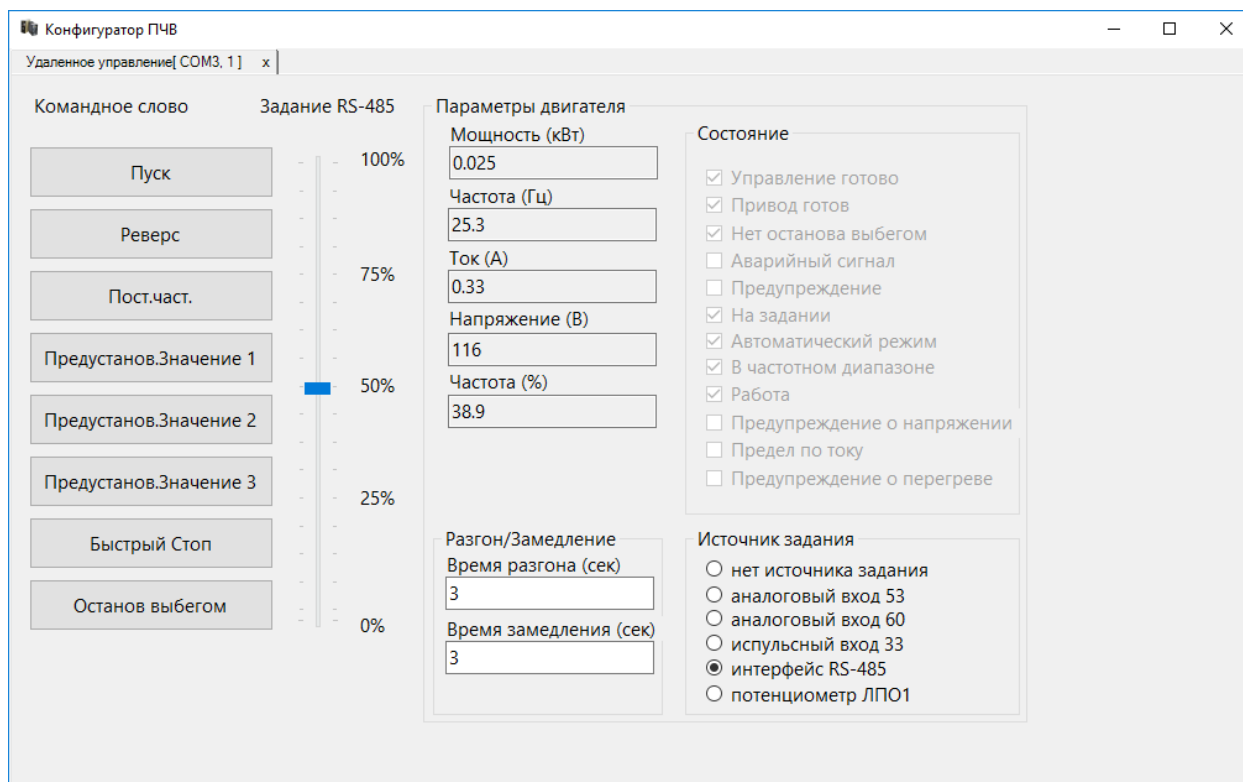 Конфигуратор ПЧВ
Удаленное управление[ COM3, 1 ] x
Командное слово
Пуск
Реверс
Пост.част.
Предустанов.Значение 1
Предустанов.Значение 2
Предустанов.Значение 3
Быстрый Стоп
Останов выбегом
Задание RS-485
100%
75%
50%
25%
0%
Параметры двигателя
Мощность (кВт)
0.025
Частота (Гц)
25.3
Ток (А)
0.33
Напряжение (В)
116
Частота (%)
38.9
Состояние
Управление готово
Привод готов
Нет останова выбегом
Аварийный сигнал
Предупреждение
На задании
Автоматический режим
В частотном диапазоне
Работа
Предупреждение о напряжении
Предел по току
Предупреждение о перегреве
Разгон/Замедление
Время разгона (сек)
3
Время замедления (сек)
3
Источник задания
нет источника задания
аналоговый вход 53
аналоговый вход 60
испульсный вход 33
интерфейс RS-485
потенциометр ЛПО1